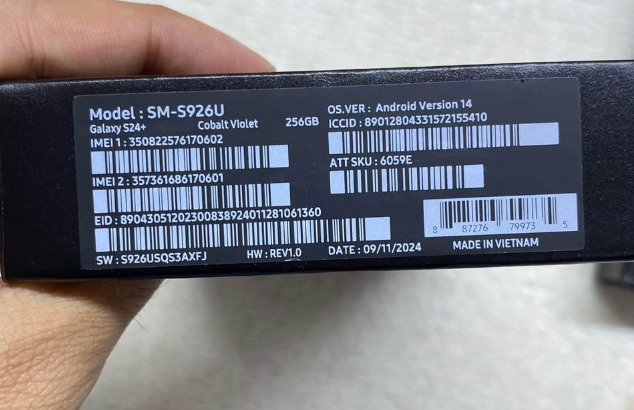 Model : SM-S926U
Galaxy S24+ Cobalt Violet 256GB
IMEI 1 : 350822576170602
IMEI 2 : 357361686170601
EID : 89043051202300838924011281061360
SW : S926USQS3AXFJ HW : REV1.0 DATE : 09/11/2024
OS.VER : Android Version 14
ICCID : 89012804331572155410
ATT SKU : 6059E
8 87276 79973 5
MADE IN VIETNAM